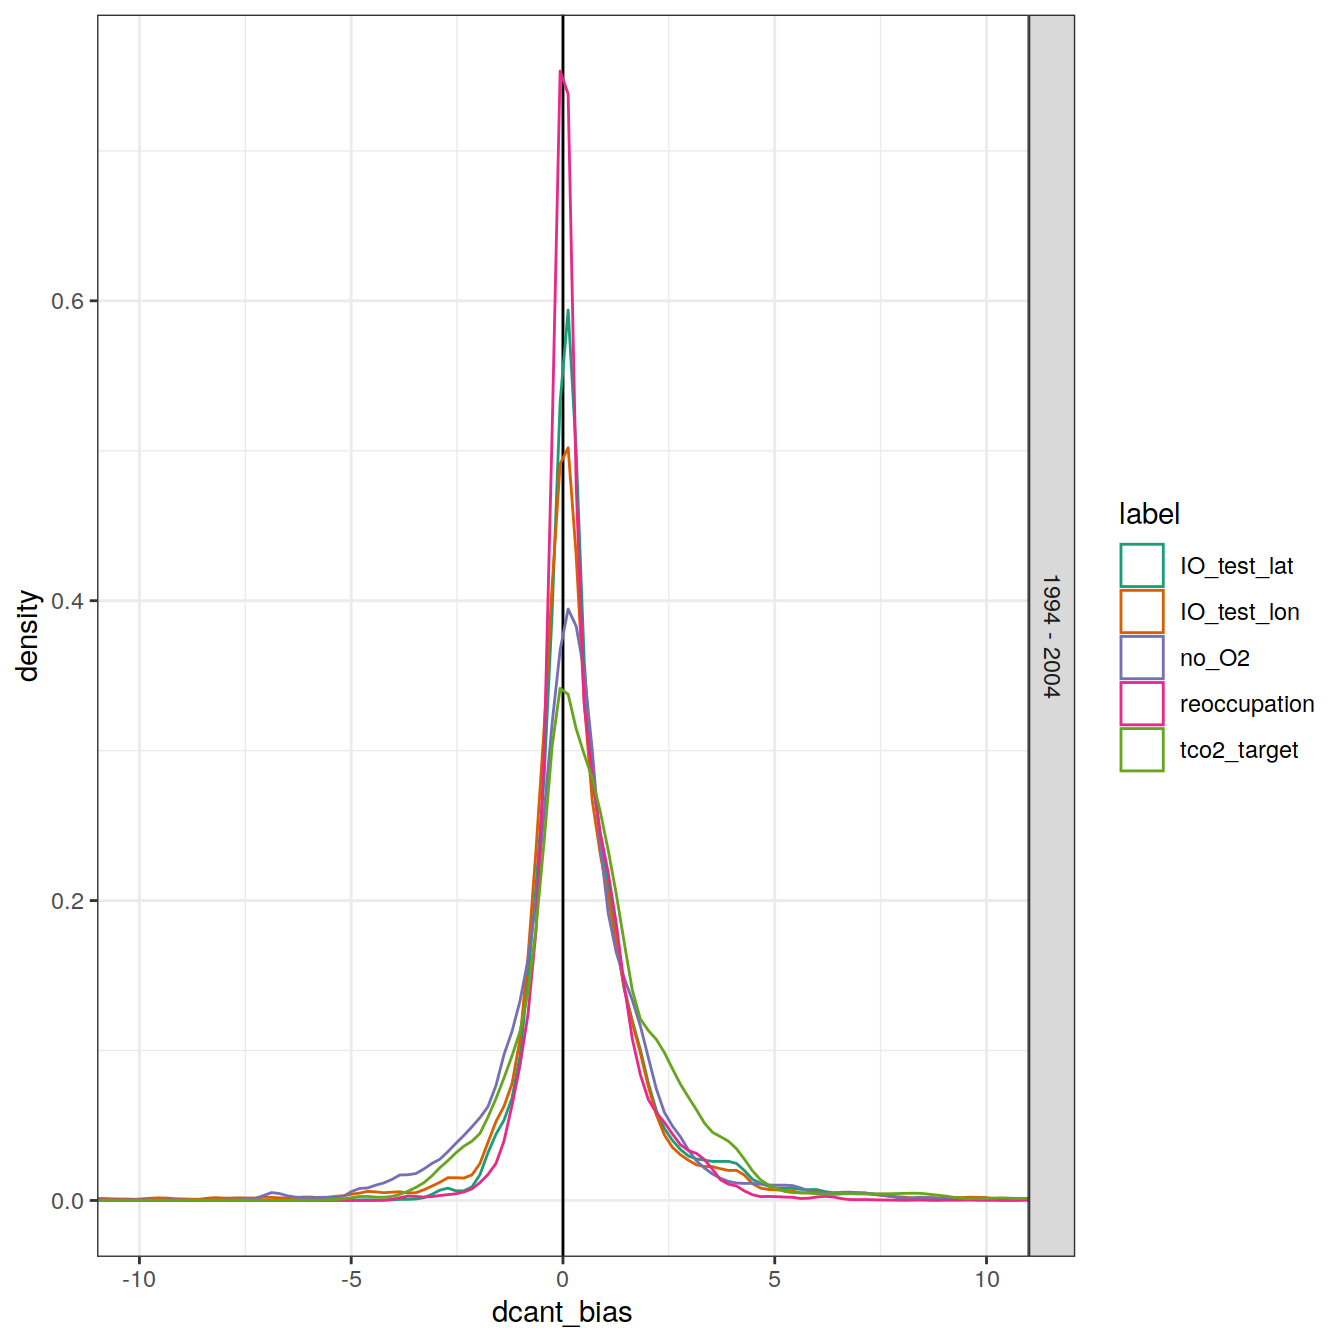 0.6
0.4
0.2
0.0
density
-10
-5
0
5
10
dcant_bias
1994 - 2004
label
IO_test_lat
IO_test_lon
no_O2
reoccupation
tco2_target